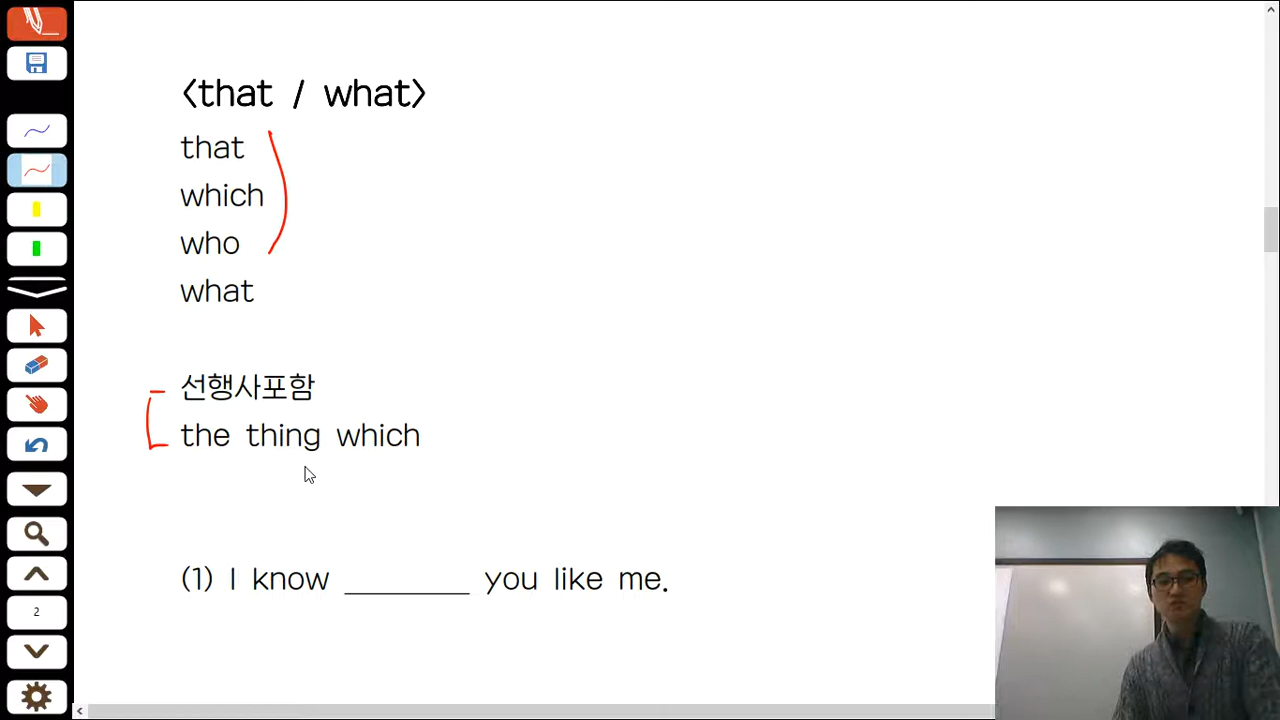 <that / what>
that
which
who
what
선행사포함
the thing which
(1) I know ________ you like me.
2